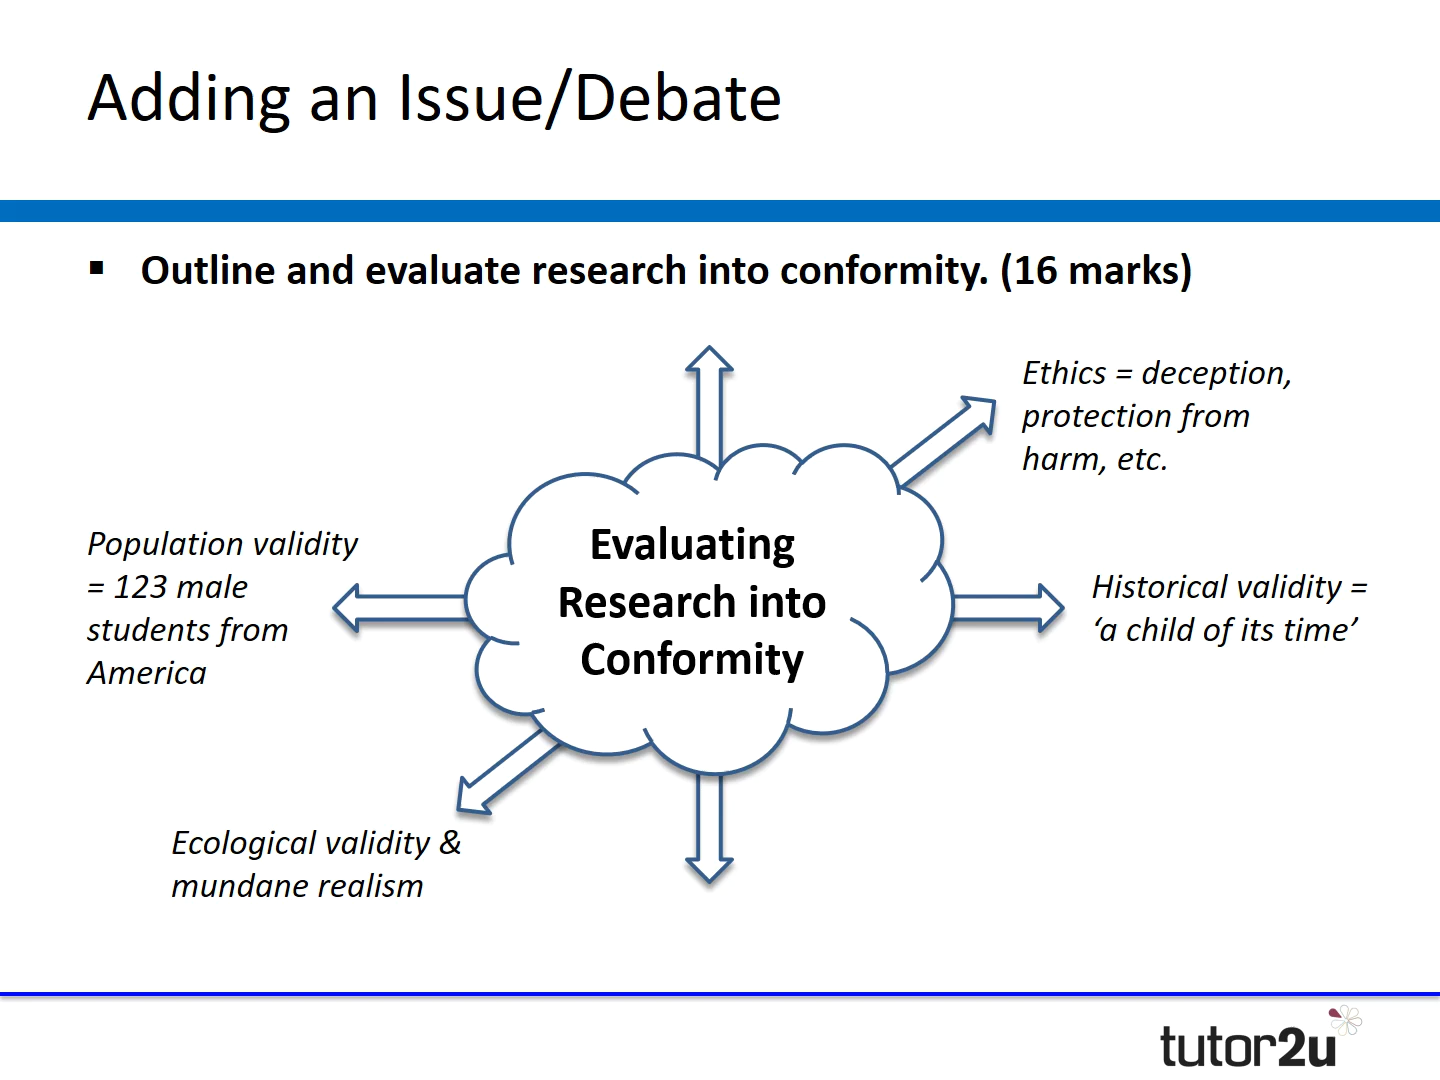 Adding an Issue/Debate
▪ Outline and evaluate research into conformity. (16 marks)
Ethics = deception,
protection from
harm, etc.
Population validity
= 123 male
students from
America
Evaluating
Research into
Conformity
Historical validity =
‘a child of its time’
Ecological validity &
mundane realism
tutor2u